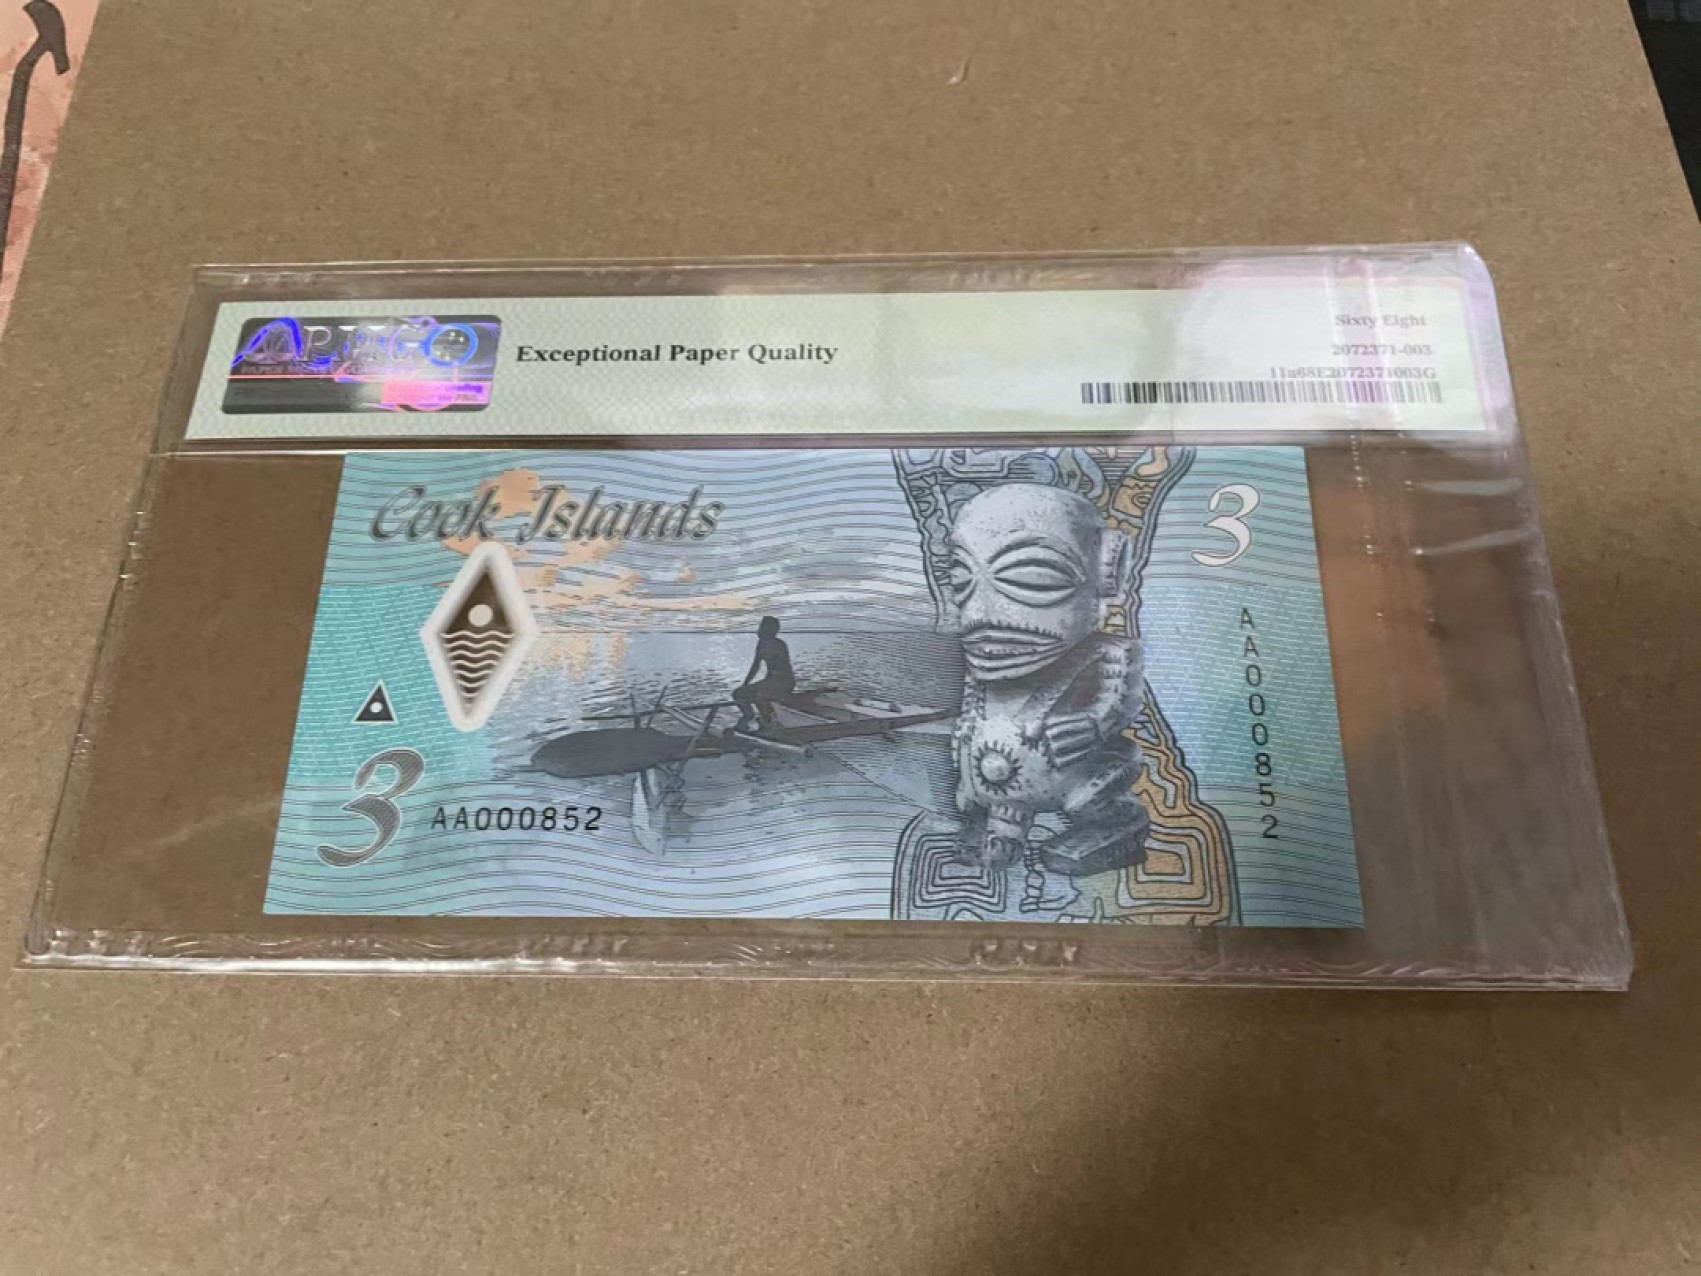 PMG
Exceptional Paper Quality
Sixty Eight
2072371-003
11a68E2072371003G
Cook Islands
3
AA000852
3
AA000852